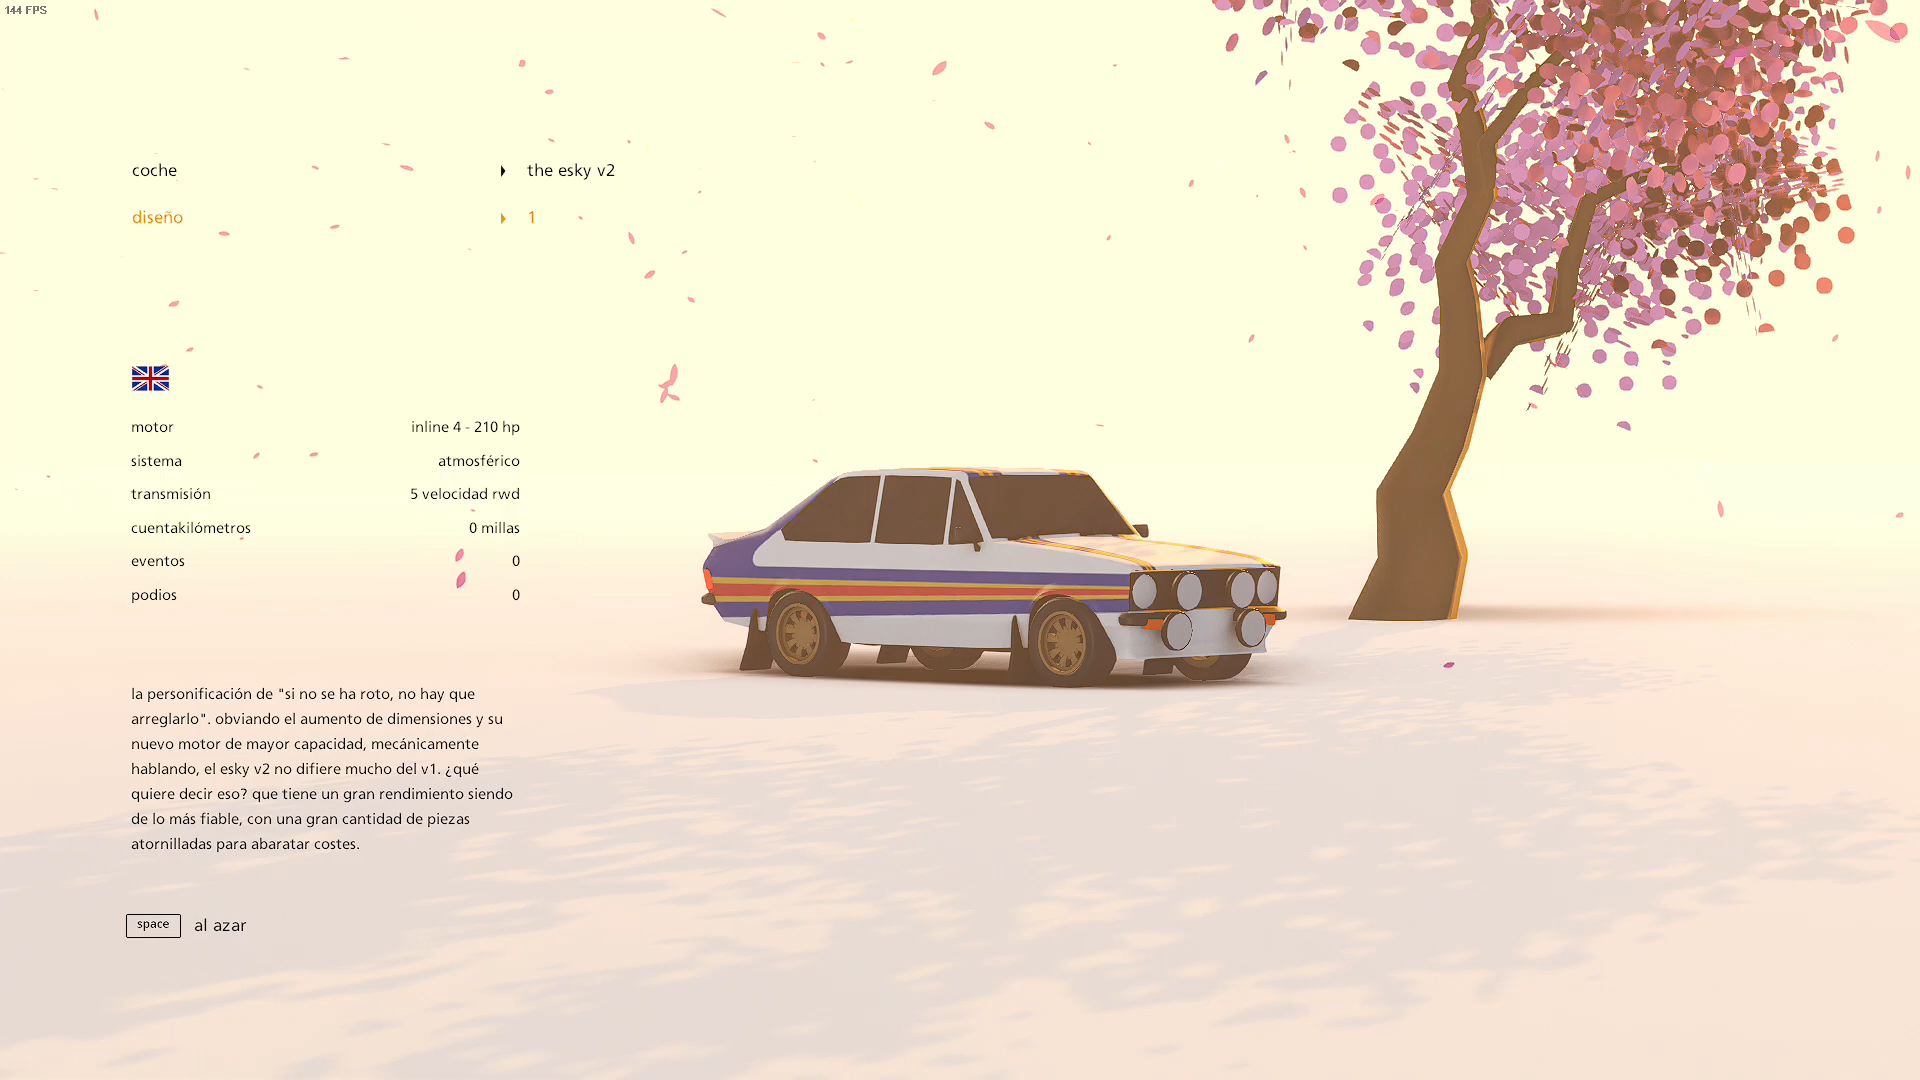 144 FPS
coche the esky v2
diseño 1
motor inline 4 - 210 hp
sistema atmosférico
transmisión 5 velocidad rwd
cuentakilómetros 0 millas
eventos 0
podios 0
la personificación de "si no se ha roto, no hay que
arreglarlo". obviando el aumento de dimensiones y su
nuevo motor de mayor capacidad, mecánicamente
hablando, el esky v2 no difiere mucho del v1. ¿qué
quiere decir eso? que tiene un gran rendimiento siendo
de lo más fiable, con una gran cantidad de piezas
atornilladas para abaratar costes.
space al azar